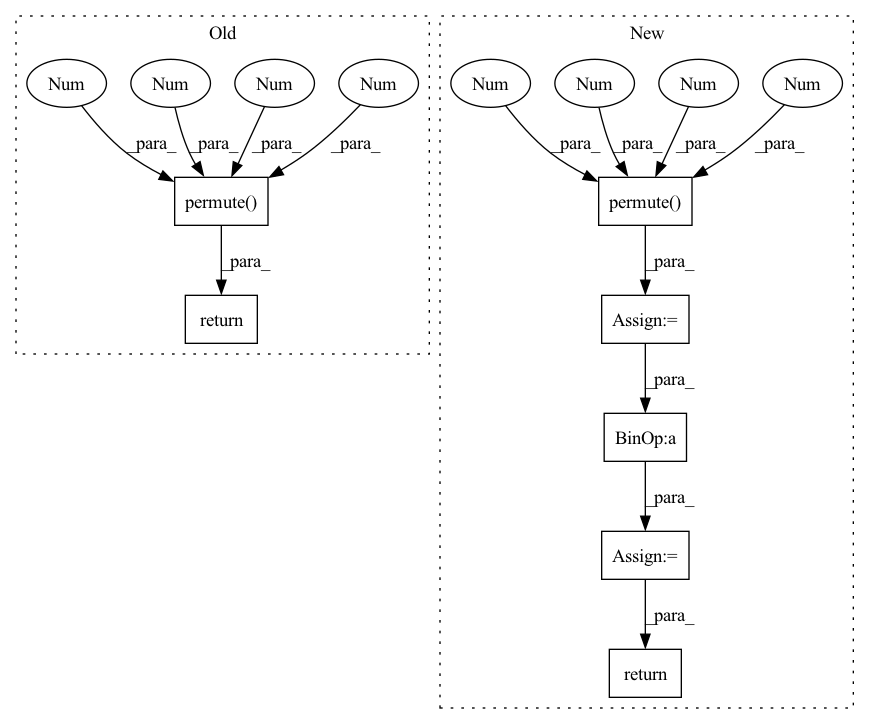 Old
New
Num
Num
Num
Num
Num
Num
Num
Num
_para_
_para_
_para_
_para_
_para_
_para_
_para_
_para_
permute()
permute()
_para_
_para_
return
Assign:=
_para_
BinOp:a
_para_
Assign:=
_para_
return